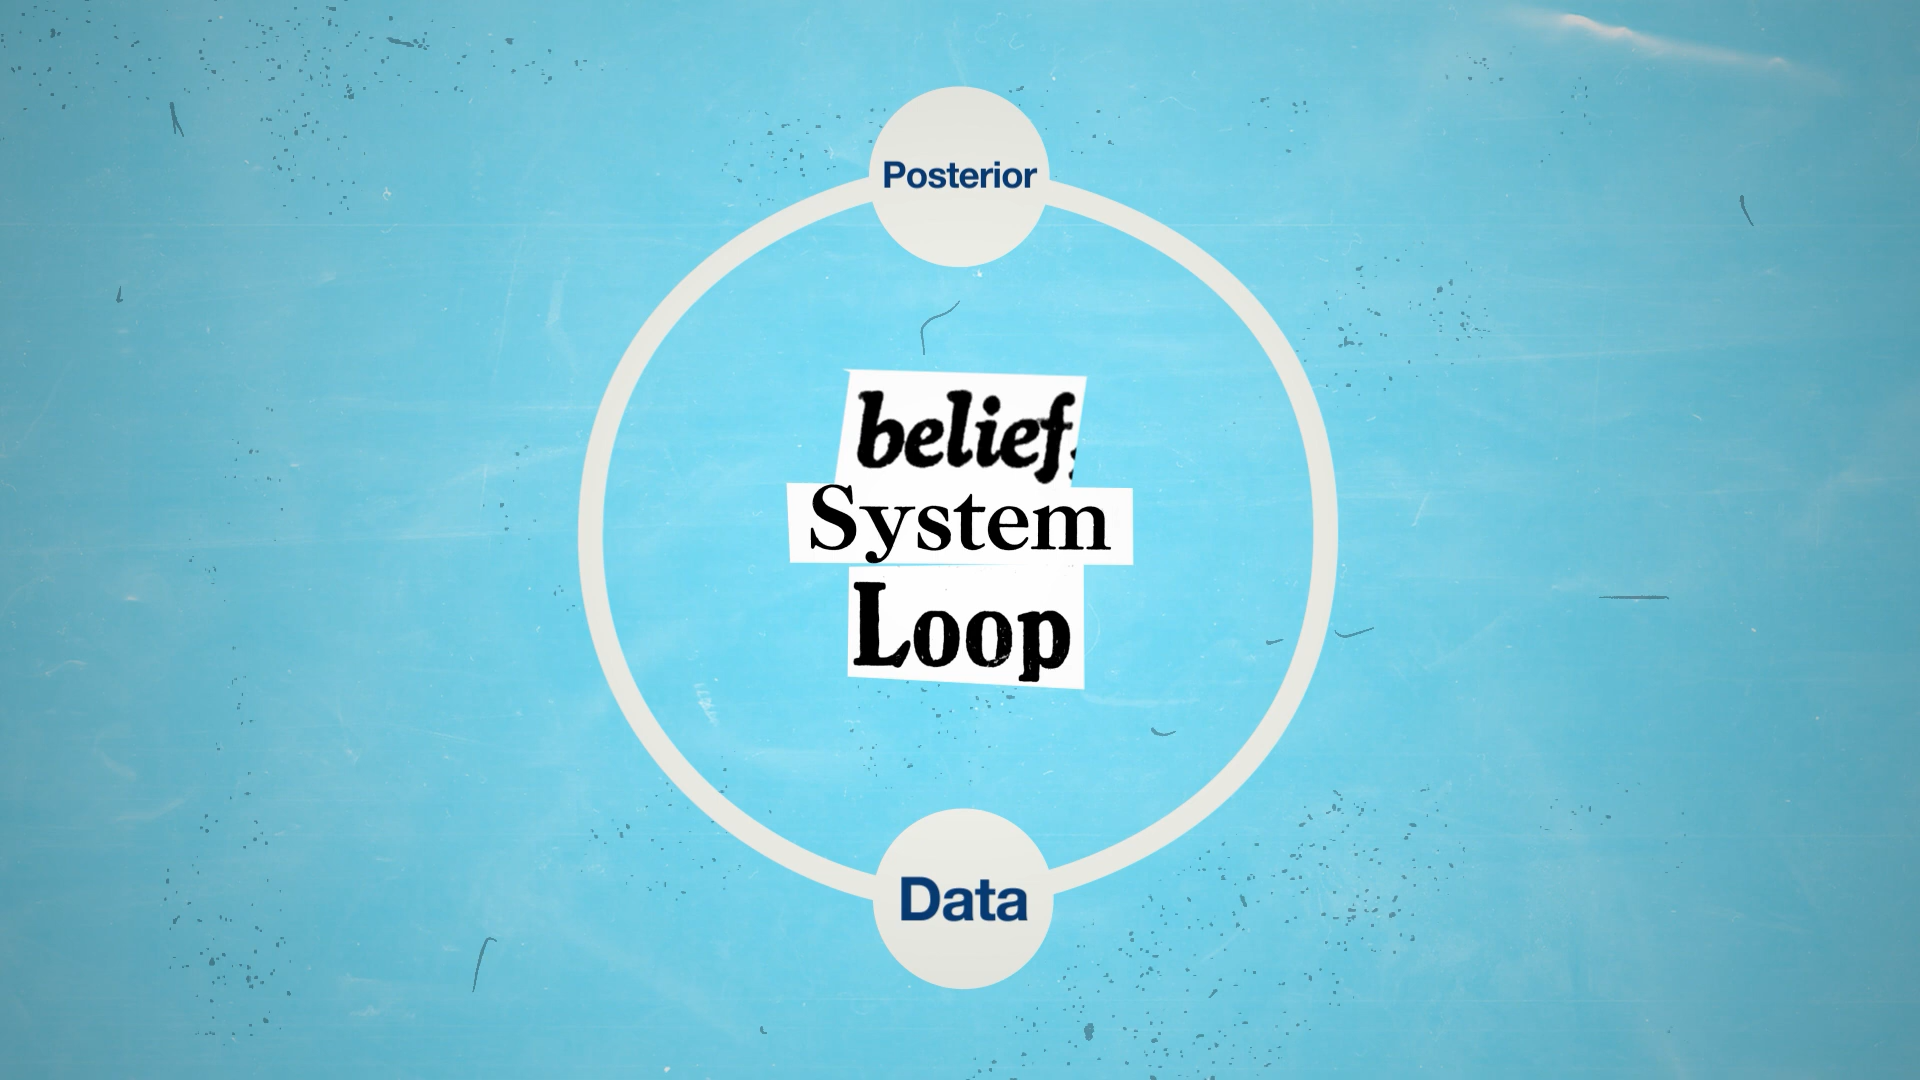 Posterior
belief
System
Loop
Data